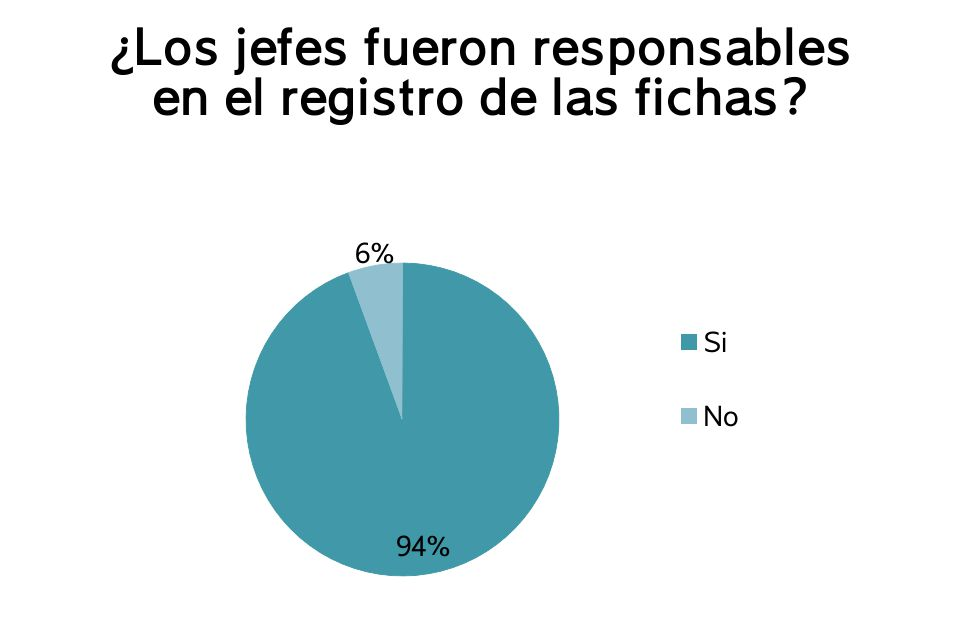 ¿Los jefes fueron responsables
en el registro de las fichas?
6%
Si
No
94%